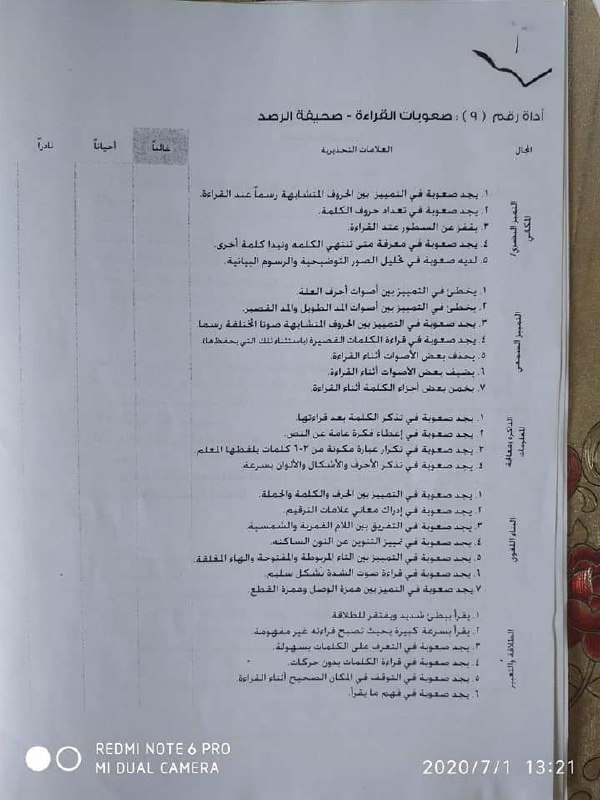 ١
أداة رقم (٩) : صعوبات القراءة - صحيفة الرصد
المجال العلامات التحذيرية غالباً أحياناً نادراً
التمييز البصري/ المكاني
١. يجد صعوبة في التمييز بين الحروف المتشابهة رسماً عند القراءة.
٢. يجد صعوبة في تعداد حروف الكلمة.
٣. يقفز عن السطور عند القراءة.
٤. يجد صعوبة في معرفة متى تنتهي الكلمة وتبدأ كلمة أخرى.
٥. لديه صعوبة في تحليل الصور التوضيحية والرسوم البيانية.
التمييز السمعي
١. يخطئ في التمييز بين أصوات أحرف العلة.
٢. يخطئ في التمييز بين أصوات المد الطويل والمد القصير.
٣. يجد صعوبة في التمييز بين الحروف المتشابهة صوتا المختلفة رسما
٤. يجد صعوبة في قراءة الكلمات القصيرة (باستثناء تلك التي يحفظها)
٥. يحذف بعض الأصوات أثناء القراءة.
٦. يضيف بعض الأصوات أثناء القراءة.
٧. يخمن بعض أجزاء الكلمة أثناء القراءة.
الذاكرة ومعالجة المعلومات
١. يجد صعوبة في تذكر الكلمة بعد قراءتها.
٢. يجد صعوبة في إعطاء فكرة عامة عن النص.
٣. يجد صعوبة في تكرار عبارة مكونة من ٣-٦ كلمات يلفظها المعلم.
٤. يجد صعوبة في تذكر الأحرف والأشكال والألوان بسرعة.
البناء اللغوي
١. يجد صعوبة في التمييز بين الحرف والكلمة والجملة.
٢. يجد صعوبة في إدراك معاني علامات الترقيم.
٣. يجد صعوبة في التفريق بين اللام القمرية والشمسية.
٤. يجد صعوبة في تمييز التنوين عن النون الساكنة.
٥. يجد صعوبة في التمييز بين التاء المربوطة والمفتوحة والهاء المغلقة.
٦. يجد صعوبة في قراءة صوت الشدة بشكل سليم.
٧. يجد صعوبة في التميز بين همزة الوصل وهمزة القطع
الطلاقة والتعبير
١. يقرأ ببطئ شديد ويفتقر للطلاقة.
٢. يقرأ بسرعة كبيرة بحيث تصبح قراءته غير مفهومة.
٣. يجد صعوبة في التعرف على الكلمات بسهولة.
٤. يجد صعوبة في قراءة الكلمات بدون حركات.
٥. يجد صعوبة في التوقف في المكان الصحيح أثناء القراءة.
٦. يجد صعوبة في فهم ما يقرأ.
REDMI NOTE 6 PRO
MI DUAL CAMERA
2020/7/1 13:21